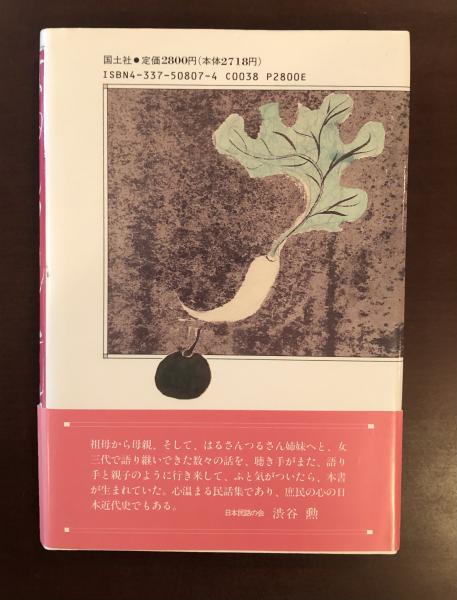 国土社●定価2800円(本体2718円)
ISBN4-337-50807-4 C0038 P2800E
祖母から母親、そして、はるさんつるさん姉妹へと、女
三代で語り継いできた数々の話を、聴き手がまた、語り
手と親子のように行き来して、ふと気がついたら、本書
が生まれていた。心温まる民話集であり、庶民の心の日
本近代史でもある。
日本民話の会 渋谷 勲